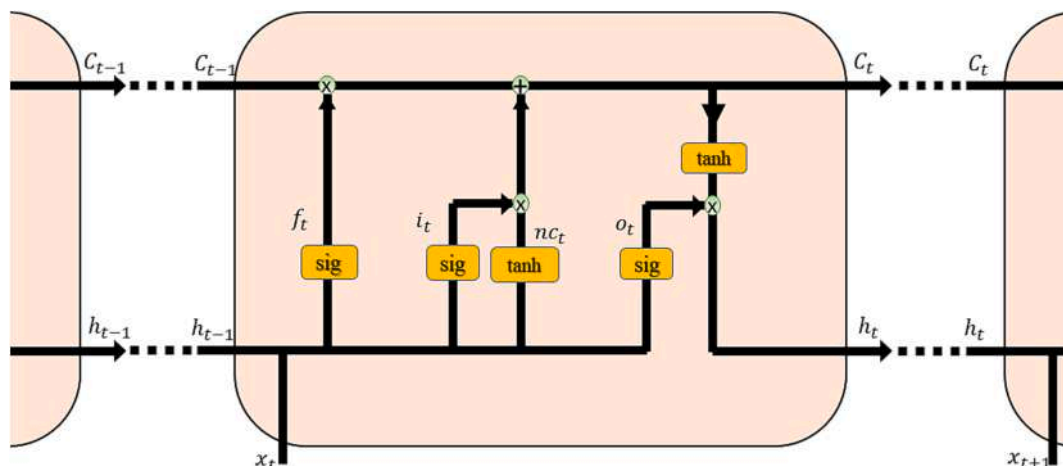 C_{t-1} C_{t-1} C_t C_t
x + 
tanh
x x
f_t i_t nc_t o_t
sig sig tanh sig
h_{t-1} h_{t-1} h_t h_t
x_t x_{t+1}